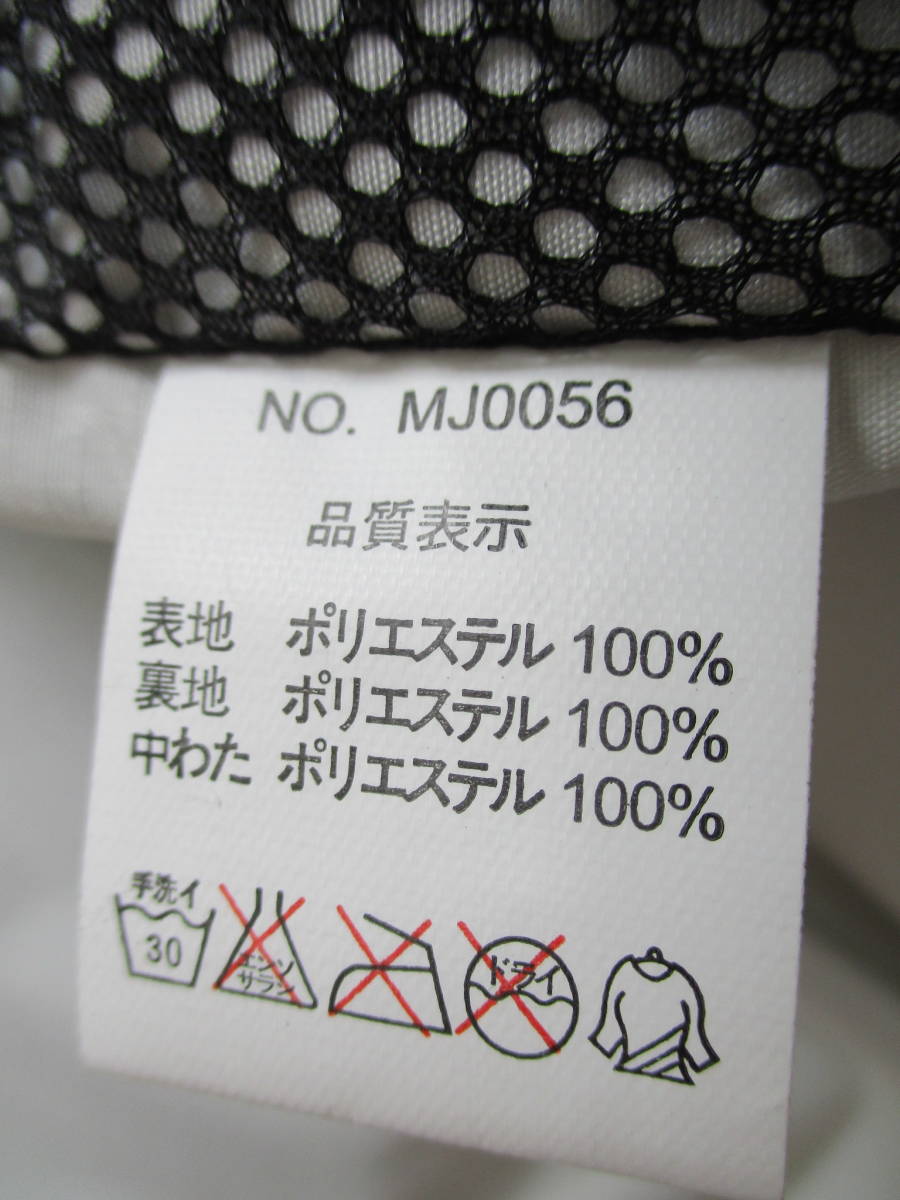 NO. MJ0056
品質表示
表地 ポリエステル 100%
裏地 ポリエステル 100%
中わた ポリエステル 100%
手洗イ
30
エンソ
サラシ
ドライ